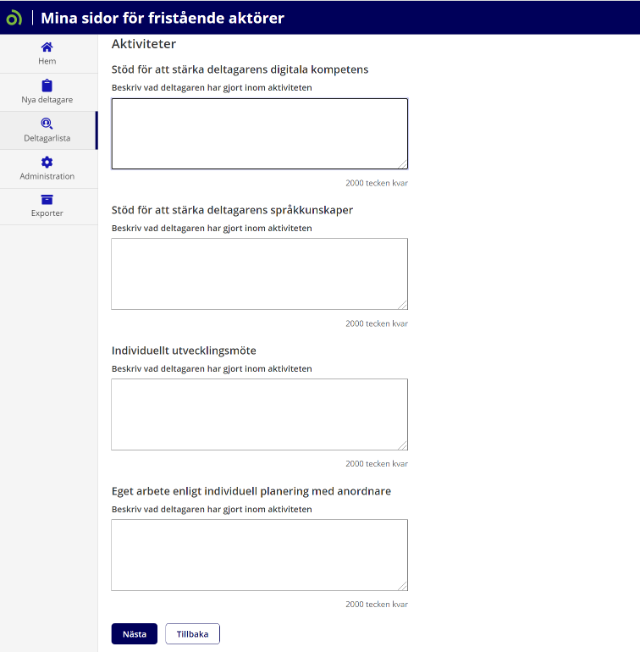 Mina sidor för fristående aktörer
Hem
Nya deltagare
Deltagarlista
Administration
Exporter
Aktiviteter
Stöd för att stärka deltagarens digitala kompetens
Beskriv vad deltagaren har gjort inom aktiviteten
2000 tecken kvar
Stöd för att stärka deltagarens språkkunskaper
Beskriv vad deltagaren har gjort inom aktiviteten
2000 tecken kvar
Individuellt utvecklingsmöte
Beskriv vad deltagaren har gjort inom aktiviteten
2000 tecken kvar
Eget arbete enligt individuell planering med anordnare
Beskriv vad deltagaren har gjort inom aktiviteten
2000 tecken kvar
Nästa
Tillbaka